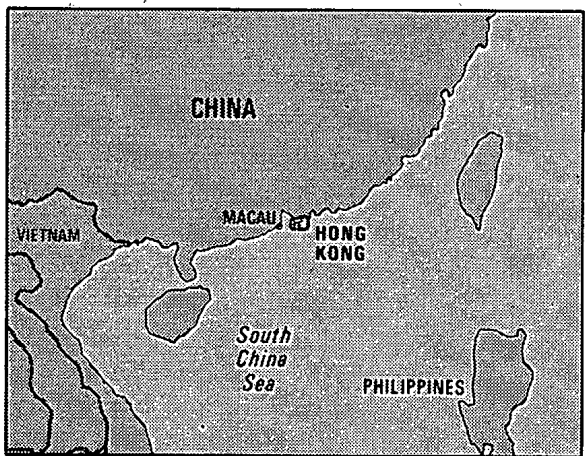 CHINA
MACAU
HONG
KONG
VIETNAM
South
China
Sea
PHILIPPINES